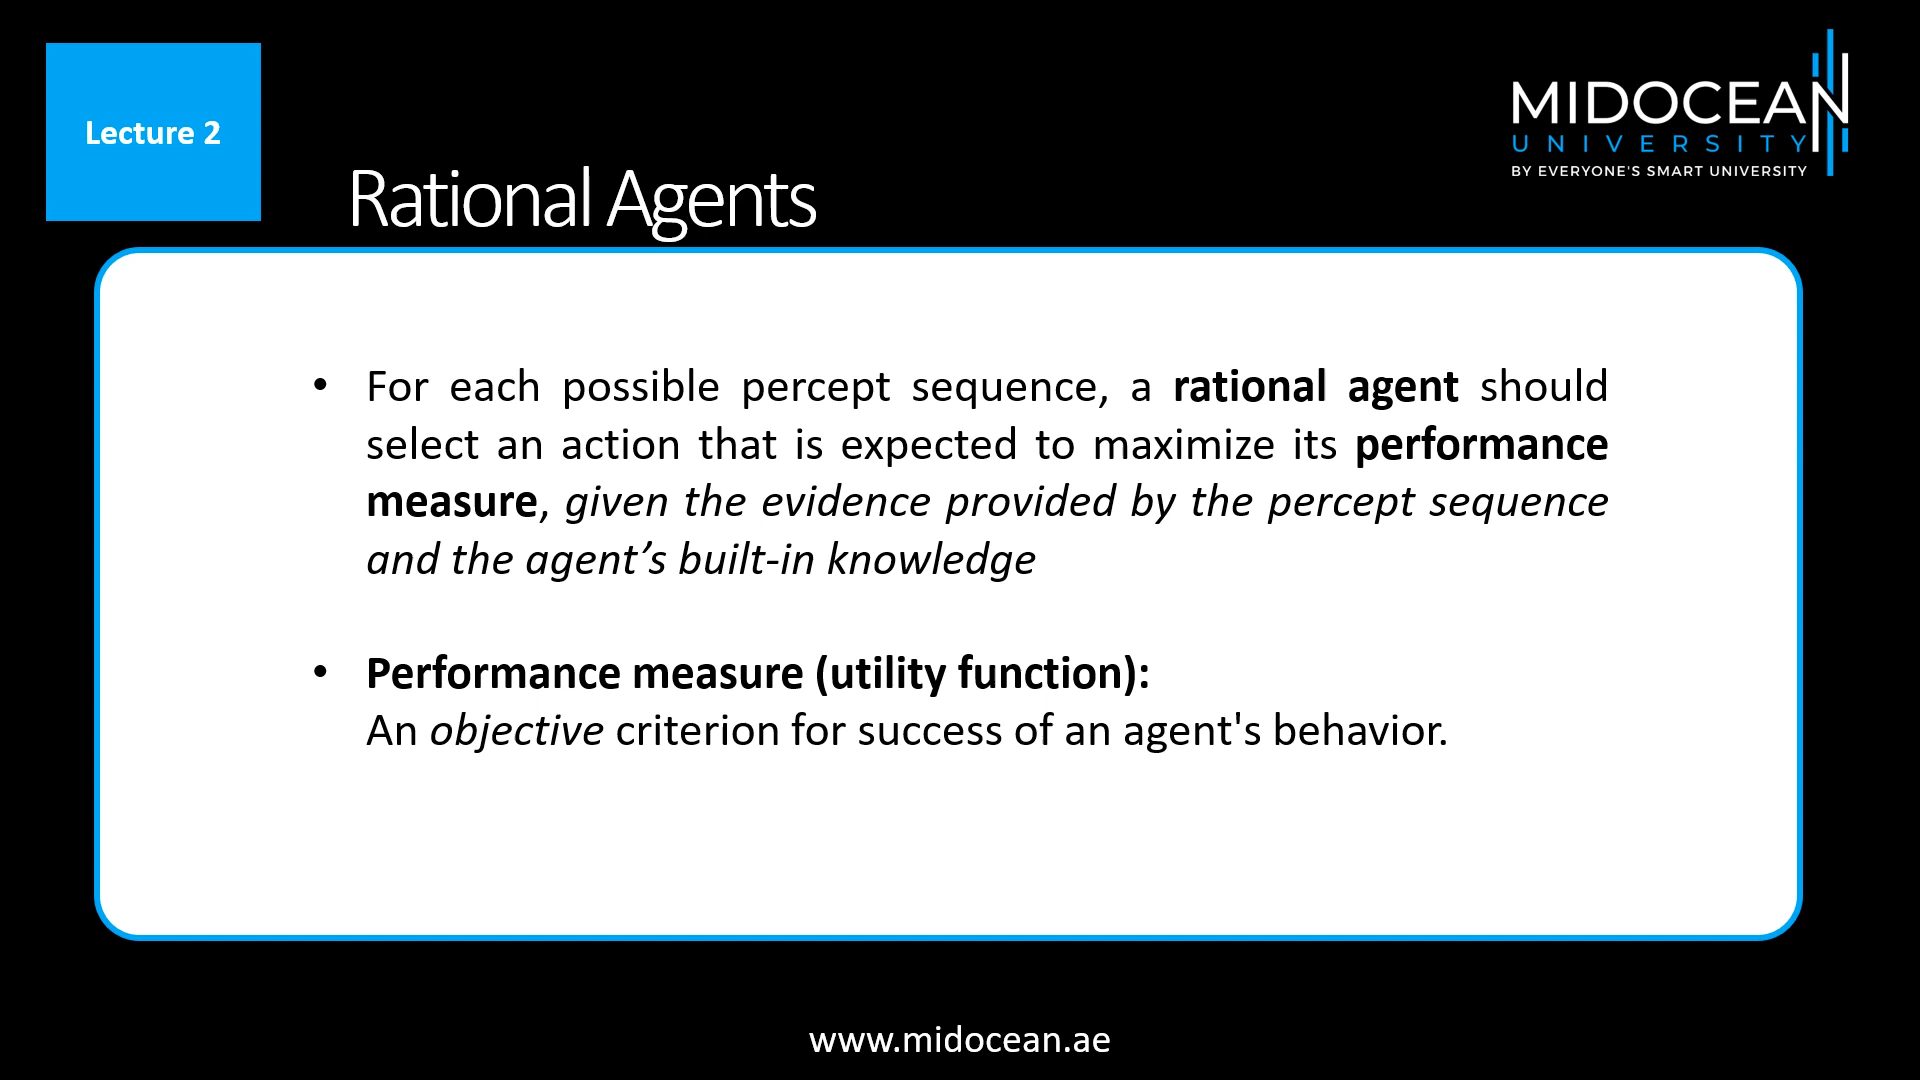 Lecture 2
MIDOCEAN
UNIVERSITY
BY EVERYONE'S SMART UNIVERSITY
Rational Agents
• For each possible percept sequence, a rational agent should
select an action that is expected to maximize its performance
measure, given the evidence provided by the percept sequence
and the agent’s built-in knowledge
• Performance measure (utility function):
An objective criterion for success of an agent's behavior.
www.midocean.ae